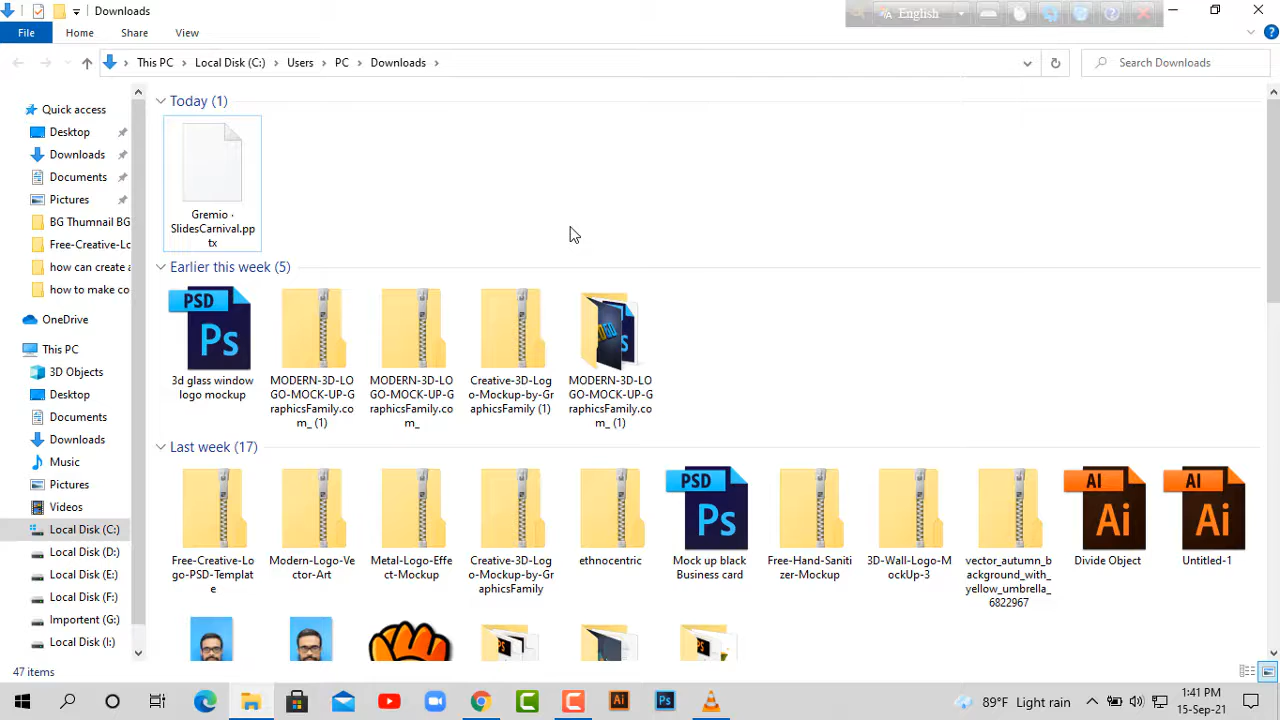 Downloads
English
File
Home
Share
View
This PC
Local Disk (C:)
Users
PC
Downloads
Search Downloads
Quick access
Desktop
Downloads
Documents
Pictures
BG Thumnail BG
Free-Creative-Lo
how can create a
how to make co
OneDrive
This PC
3D Objects
Desktop
Documents
Downloads
Music
Pictures
Videos
Local Disk (C:)
Local Disk (D:)
Local Disk (E:)
Local Disk (F:)
Importent (G:)
Local Disk (I:)
Today (1)
Gremio ·
SlidesCarnival.pp
tx
Earlier this week (5)
PSD
Ps
3d glass window
logo mockup
MODERN-3D-LO
GO-MOCK-UP-G
raphicsFamily.co
m_ (1)
MODERN-3D-LO
GO-MOCK-UP-G
raphicsFamily.co
m_
Creative-3D-Log
o-Mockup-by-Gr
aphicsFamily (1)
MODERN-3D-LO
GO-MOCK-UP-G
raphicsFamily.co
m_ (1)
Last week (17)
Free-Creative-Lo
go-PSD-Templat
e
Modern-Logo-Ve
ctor-Art
Metal-Logo-Effe
ct-Mockup
Creative-3D-Log
o-Mockup-by-Gr
aphicsFamily
ethnocentric
PSD
Ps
Mock up black
Business card
Free-Hand-Saniti
zer-Mockup
3D-Wall-Logo-M
ockUp-3
vector_autumn_b
ackground_with_
yellow_umbrella_
6822967
AI
Ai
Divide Object
AI
Ai
Untitled-1
47 items
Ai
Ps
89°F Light rain
1:41 PM
15-Sep-21